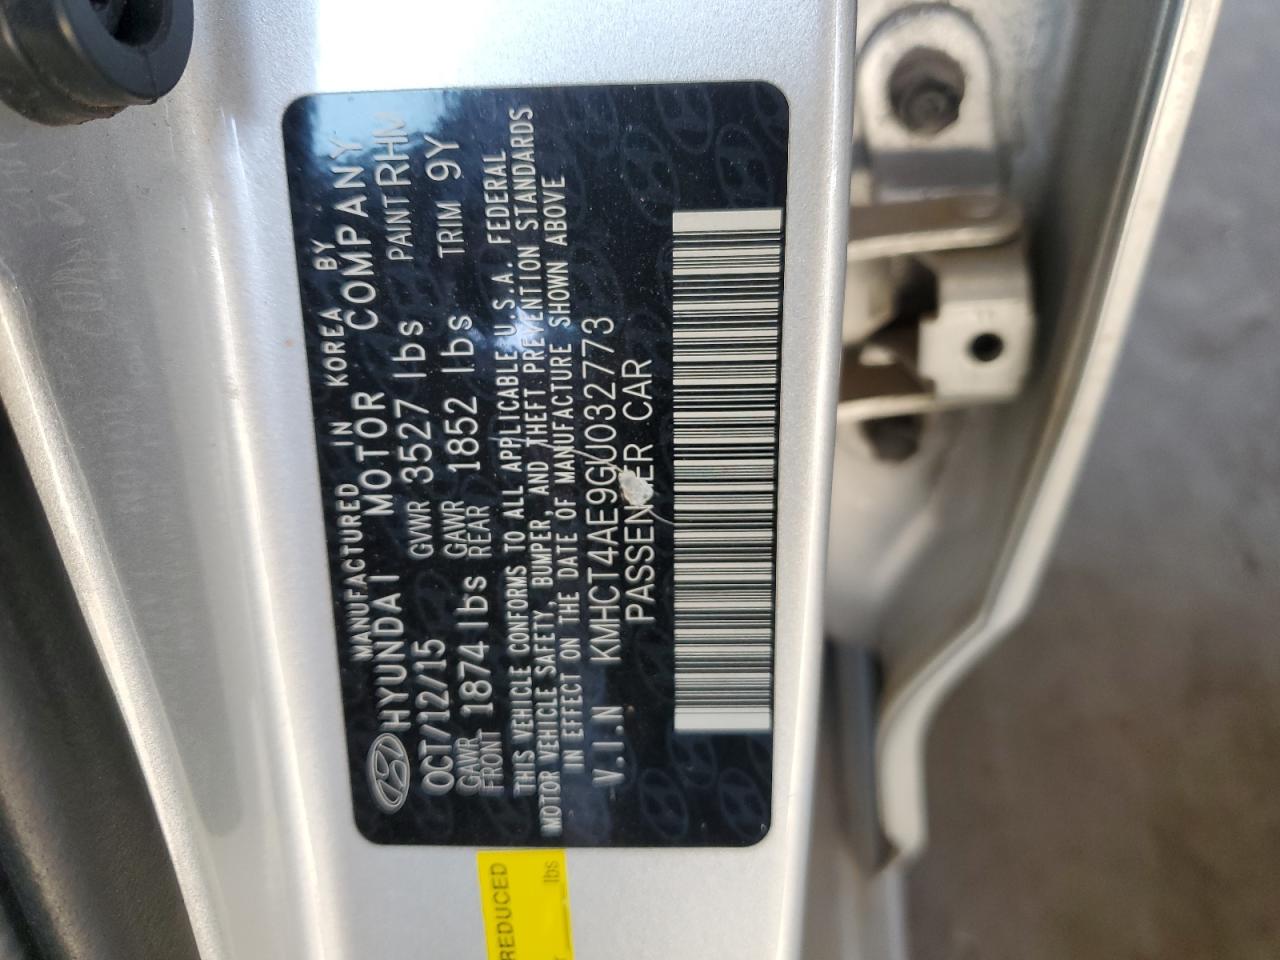 MANUFACTURED IN KOREA BY
HYUNDAI MOTOR COMPANY
OCT/12/15 GVWR 3527 lbs PAINT RHM
GAWR FRONT 1874 lbs GAWR REAR 1852 lbs TRIM 9Y
THIS VEHICLE CONFORMS TO ALL APPLICABLE U.S.A. FEDERAL
MOTOR VEHICLE SAFETY, BUMPER, AND THEFT PREVENTION STANDARDS
IN EFFECT ON THE DATE OF MANUFACTURE SHOWN ABOVE
V.I.N KMHCT4AE9GU032773
PASSENGER CAR
REDUCED
lbs